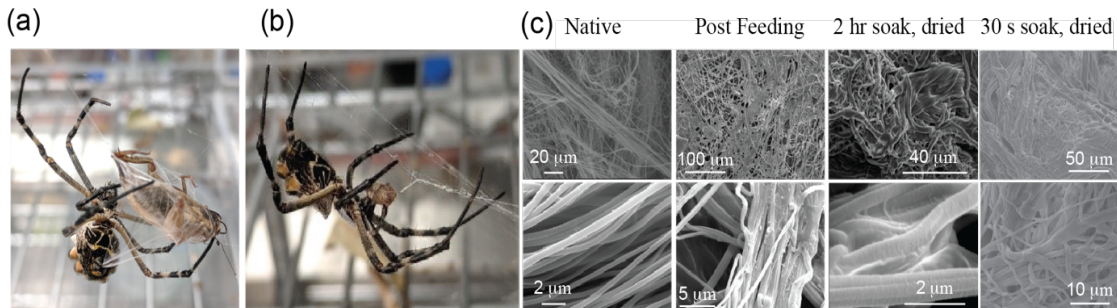 (a)
(b)
(c)
Native
Post Feeding
2 hr soak, dried
30 s soak, dried
20 µm
100 µm
40 µm
50 µm
2 µm
5 µm
2 µm
10 µm